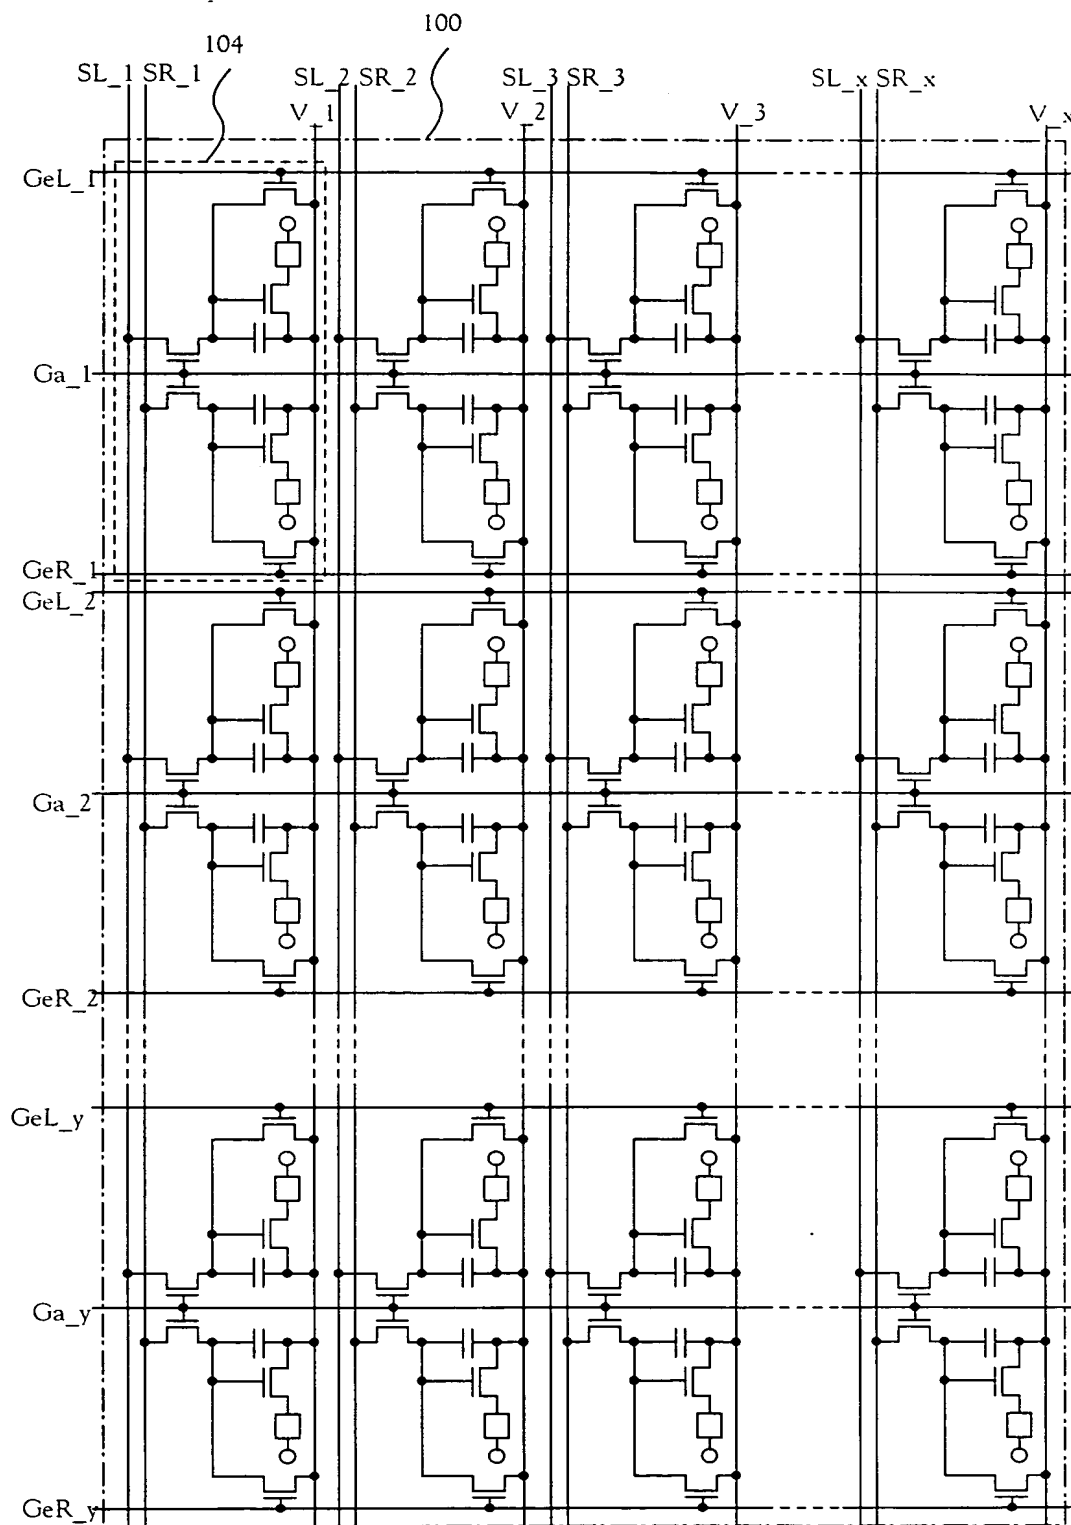 100
104
SL_1 SR_1 SL_2 SR_2 SL_3 SR_3 SL_x SR_x
V_1 V_2 V_3 V_x
GeL_1
Ga_1
GeR_1
GeL_2
Ga_2
GeR_2
GeL_y
Ga_y
GeR_y